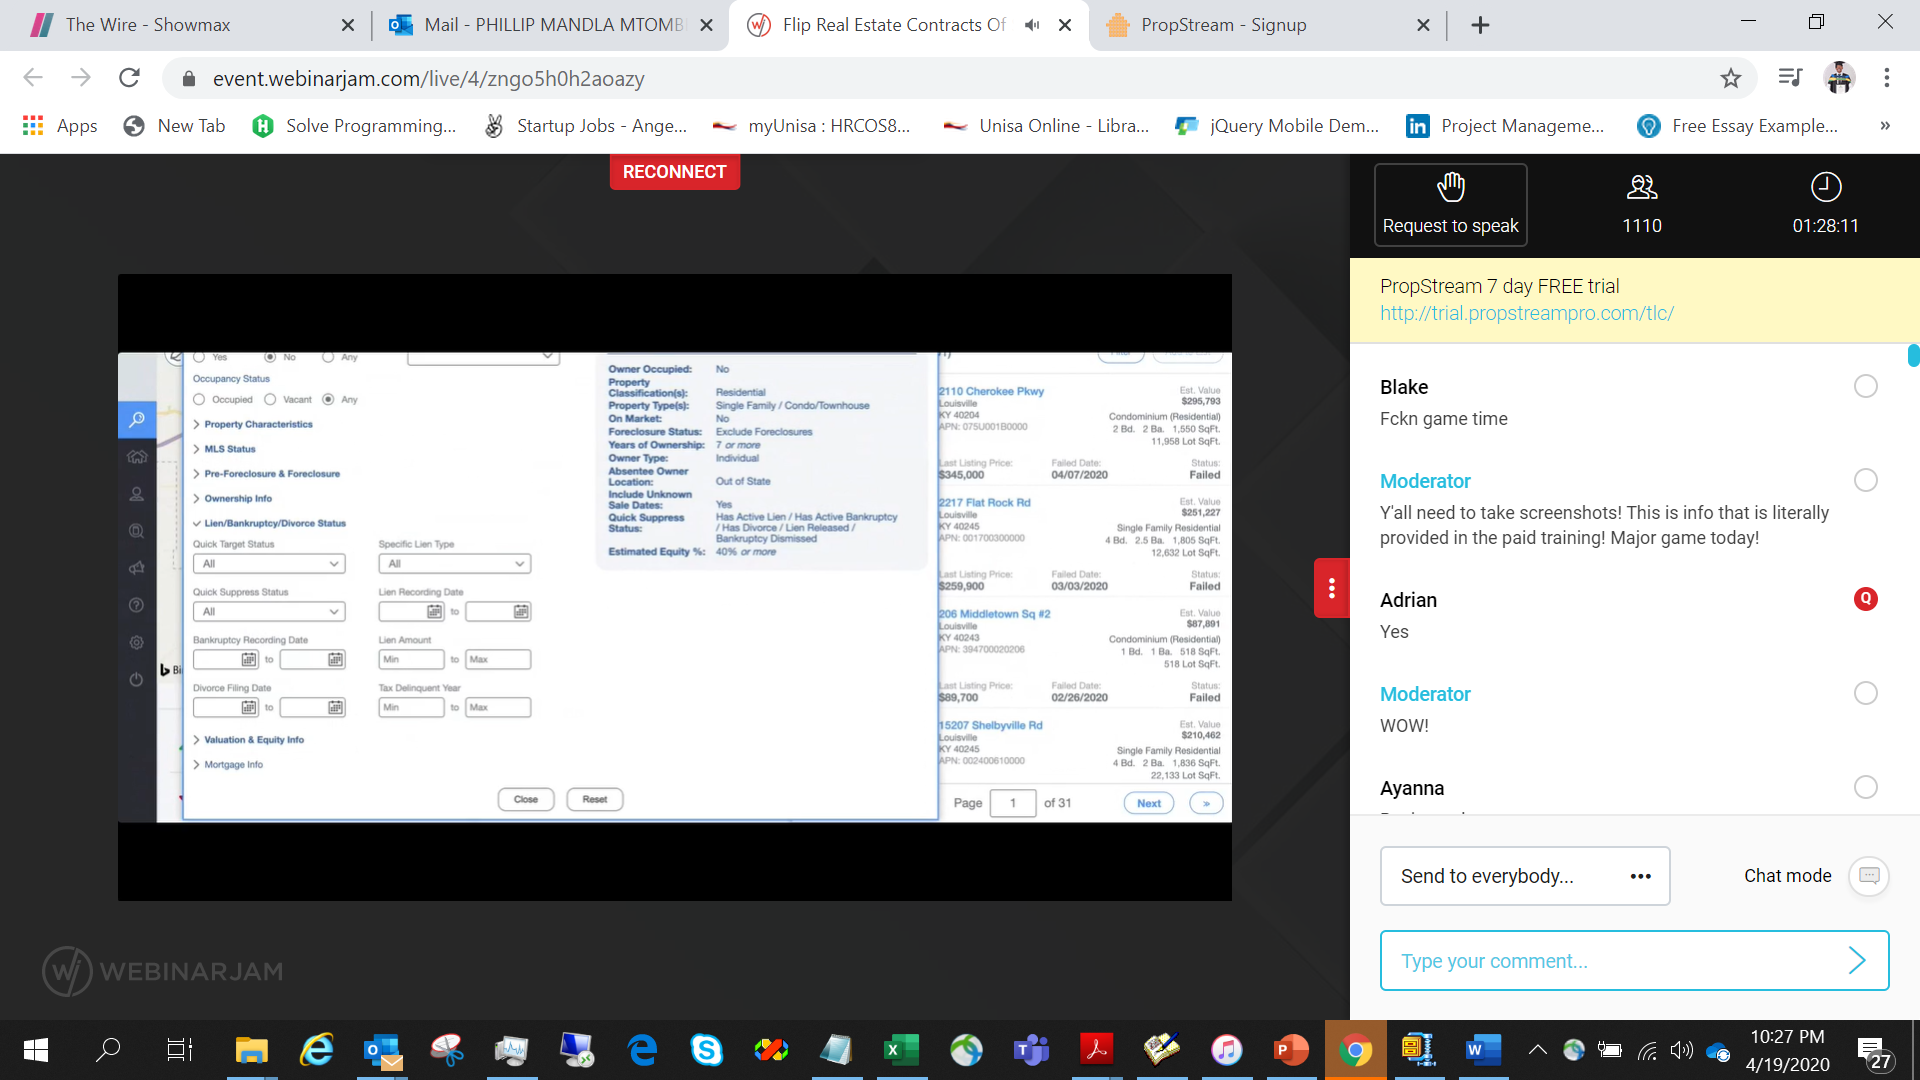 The Wire - Showmax
Mail - PHILLIP MANDLA MTOMB
Flip Real Estate Contracts Of
PropStream - Signup
event.webinarjam.com/live/4/zngo5h0h2aoazy
Apps
New Tab
Solve Programming...
Startup Jobs - Ange...
myUnisa : HRCOS8...
Unisa Online - Libra...
jQuery Mobile Dem...
Project Manageme...
Free Essay Example...
»
RECONNECT
Request to speak
1110
01:28:11
PropStream 7 day FREE trial
http://trial.propstreampro.com/tlc/
Yes No Any
Occupancy Status
Occupied Vacant Any
Property Characteristics
MLS Status
Pre-Foreclosure & Foreclosure
Ownership Info
Lien/Bankruptcy/Divorce Status
Quick Target Status Specific Lien Type
All All
Quick Suppress Status Lien Recording Date
All to
Bankruptcy Recording Date Lien Amount
to Min to Max
Divorce Filing Date Tax Delinquent Year
to Min to Max
Valuation & Equity Info
Mortgage Info
Close Reset
Owner Occupied: No
Property
Classification(s): Residential
Property Type(s): Single Family / Condo/Townhouse
On Market: No
Foreclosure Status: Exclude Foreclosures
Years of Ownership: 7 or more
Owner Type: Individual
Absentee Owner
Location: Out of State
Include Unknown
Sale Dates: Yes
Quick Suppress Has Active Lien / Has Active Bankruptcy
Status: / Has Divorce / Lien Released /
Bankruptcy Dismissed
Estimated Equity %: 40% or more
2110 Cherokee Pkwy Est. Value
Louisville $295,793
KY 40204 Condominium (Residential)
APN: 075U001B0000 2 Bd. 2 Ba. 1,550 SqFt.
11,958 Lot SqFt.
Last Listing Price: Failed Date: Status:
$345,000 04/07/2020 Failed
2217 Flat Rock Rd Est. Value
Louisville $251,227
KY 40245 Single Family Residential
APN: 001700300000 4 Bd. 2.5 Ba. 1,805 SqFt.
12,632 Lot SqFt.
Last Listing Price: Failed Date: Status:
$259,900 03/03/2020 Failed
206 Middletown Sq #2 Est. Value
Louisville $87,891
KY 40243 Condominium (Residential)
APN: 394700020206 1 Bd. 1 Ba. 518 SqFt.
518 Lot SqFt.
Last Listing Price: Failed Date: Status:
$89,700 02/26/2020 Failed
15207 Shelbyville Rd Est. Value
Louisville $210,462
KY 40245 Single Family Residential
APN: 002400610000 4 Bd. 2 Ba. 1,836 SqFt.
22,133 Lot SqFt.
Page 1 of 31 Next »
Blake
Fckn game time
Moderator
Y'all need to take screenshots! This is info that is literally
provided in the paid training! Major game today!
Adrian Q
Yes
Moderator
WOW!
Ayanna
Send to everybody... •••
Chat mode
Type your comment...
WEBINARJAM
10:27 PM
4/19/2020
27